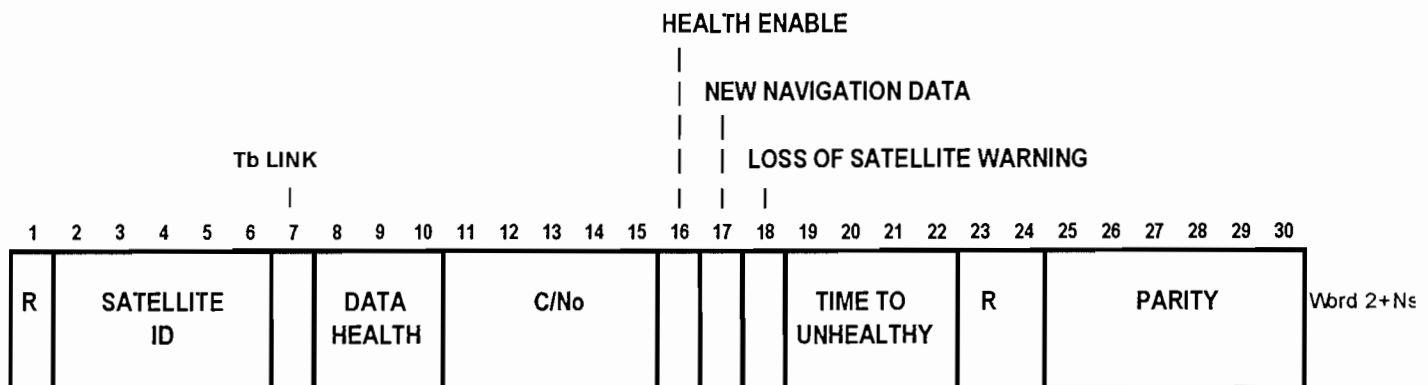 HEALTH ENABLE
NEW NAVIGATION DATA
Tb LINK
LOSS OF SATELLITE WARNING
1 2 3 4 5 6 7 8 9 10 11 12 13 14 15 16 17 18 19 20 21 22 23 24 25 26 27 28 29 30
R SATELLITE DATA C/No TIME TO R PARITY Word 2+Ns
ID HEALTH UNHEALTHY